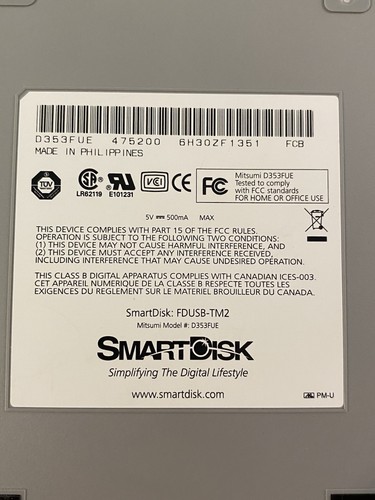 D353FUE 475200 6H30ZF1351 FCB
MADE IN PHILIPPINES
TÜV
LR62119
E101231
VCI
CE
FC
Mitsumi D353FUE
Tested to comply
with FCC standards
FOR HOME OR OFFICE USE
5V 500mA MAX
THIS DEVICE COMPLIES WITH PART 15 OF THE FCC RULES.
OPERATION IS SUBJECT TO THE FOLLOWING TWO CONDITIONS:
(1) THIS DEVICE MAY NOT CAUSE HARMFUL INTERFERENCE, AND
(2) THIS DEVICE MUST ACCEPT ANY INTERFERENCE RECEIVED,
INCLUDING INTERFERENCE THAT MAY CAUSE UNDESIRED OPERATION.
THIS CLASS B DIGITAL APPARATUS COMPLIES WITH CANADIAN ICES-003.
CET APPAREIL NUMERIQUE DE LA CLASSE B RESPECTE TOUTES LES
EXIGENCES DU REGLEMENT SUR LE MATERIEL BROUILLEUR DU CANADA.
SmartDisk: FDUSB-TM2
Mitsumi Model #: D353FUE
SMARTDISK
Simplifying The Digital Lifestyle
www.smartdisk.com
PM-U